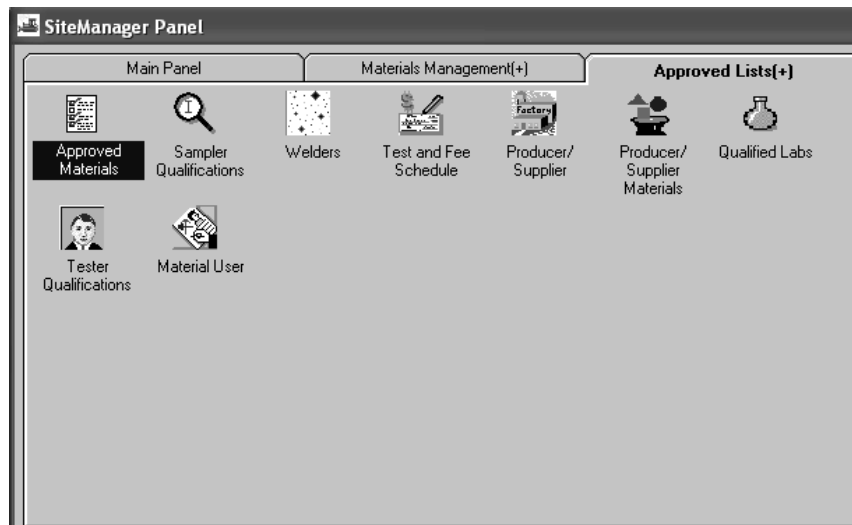 SiteManager Panel
Main Panel
Materials Management(+)
Approved Lists(+)
Approved
Materials
Sampler
Qualifications
Welders
Test and Fee
Schedule
Factory
Producer/
Supplier
Producer/
Supplier
Materials
Qualified Labs
Tester
Qualifications
Material User